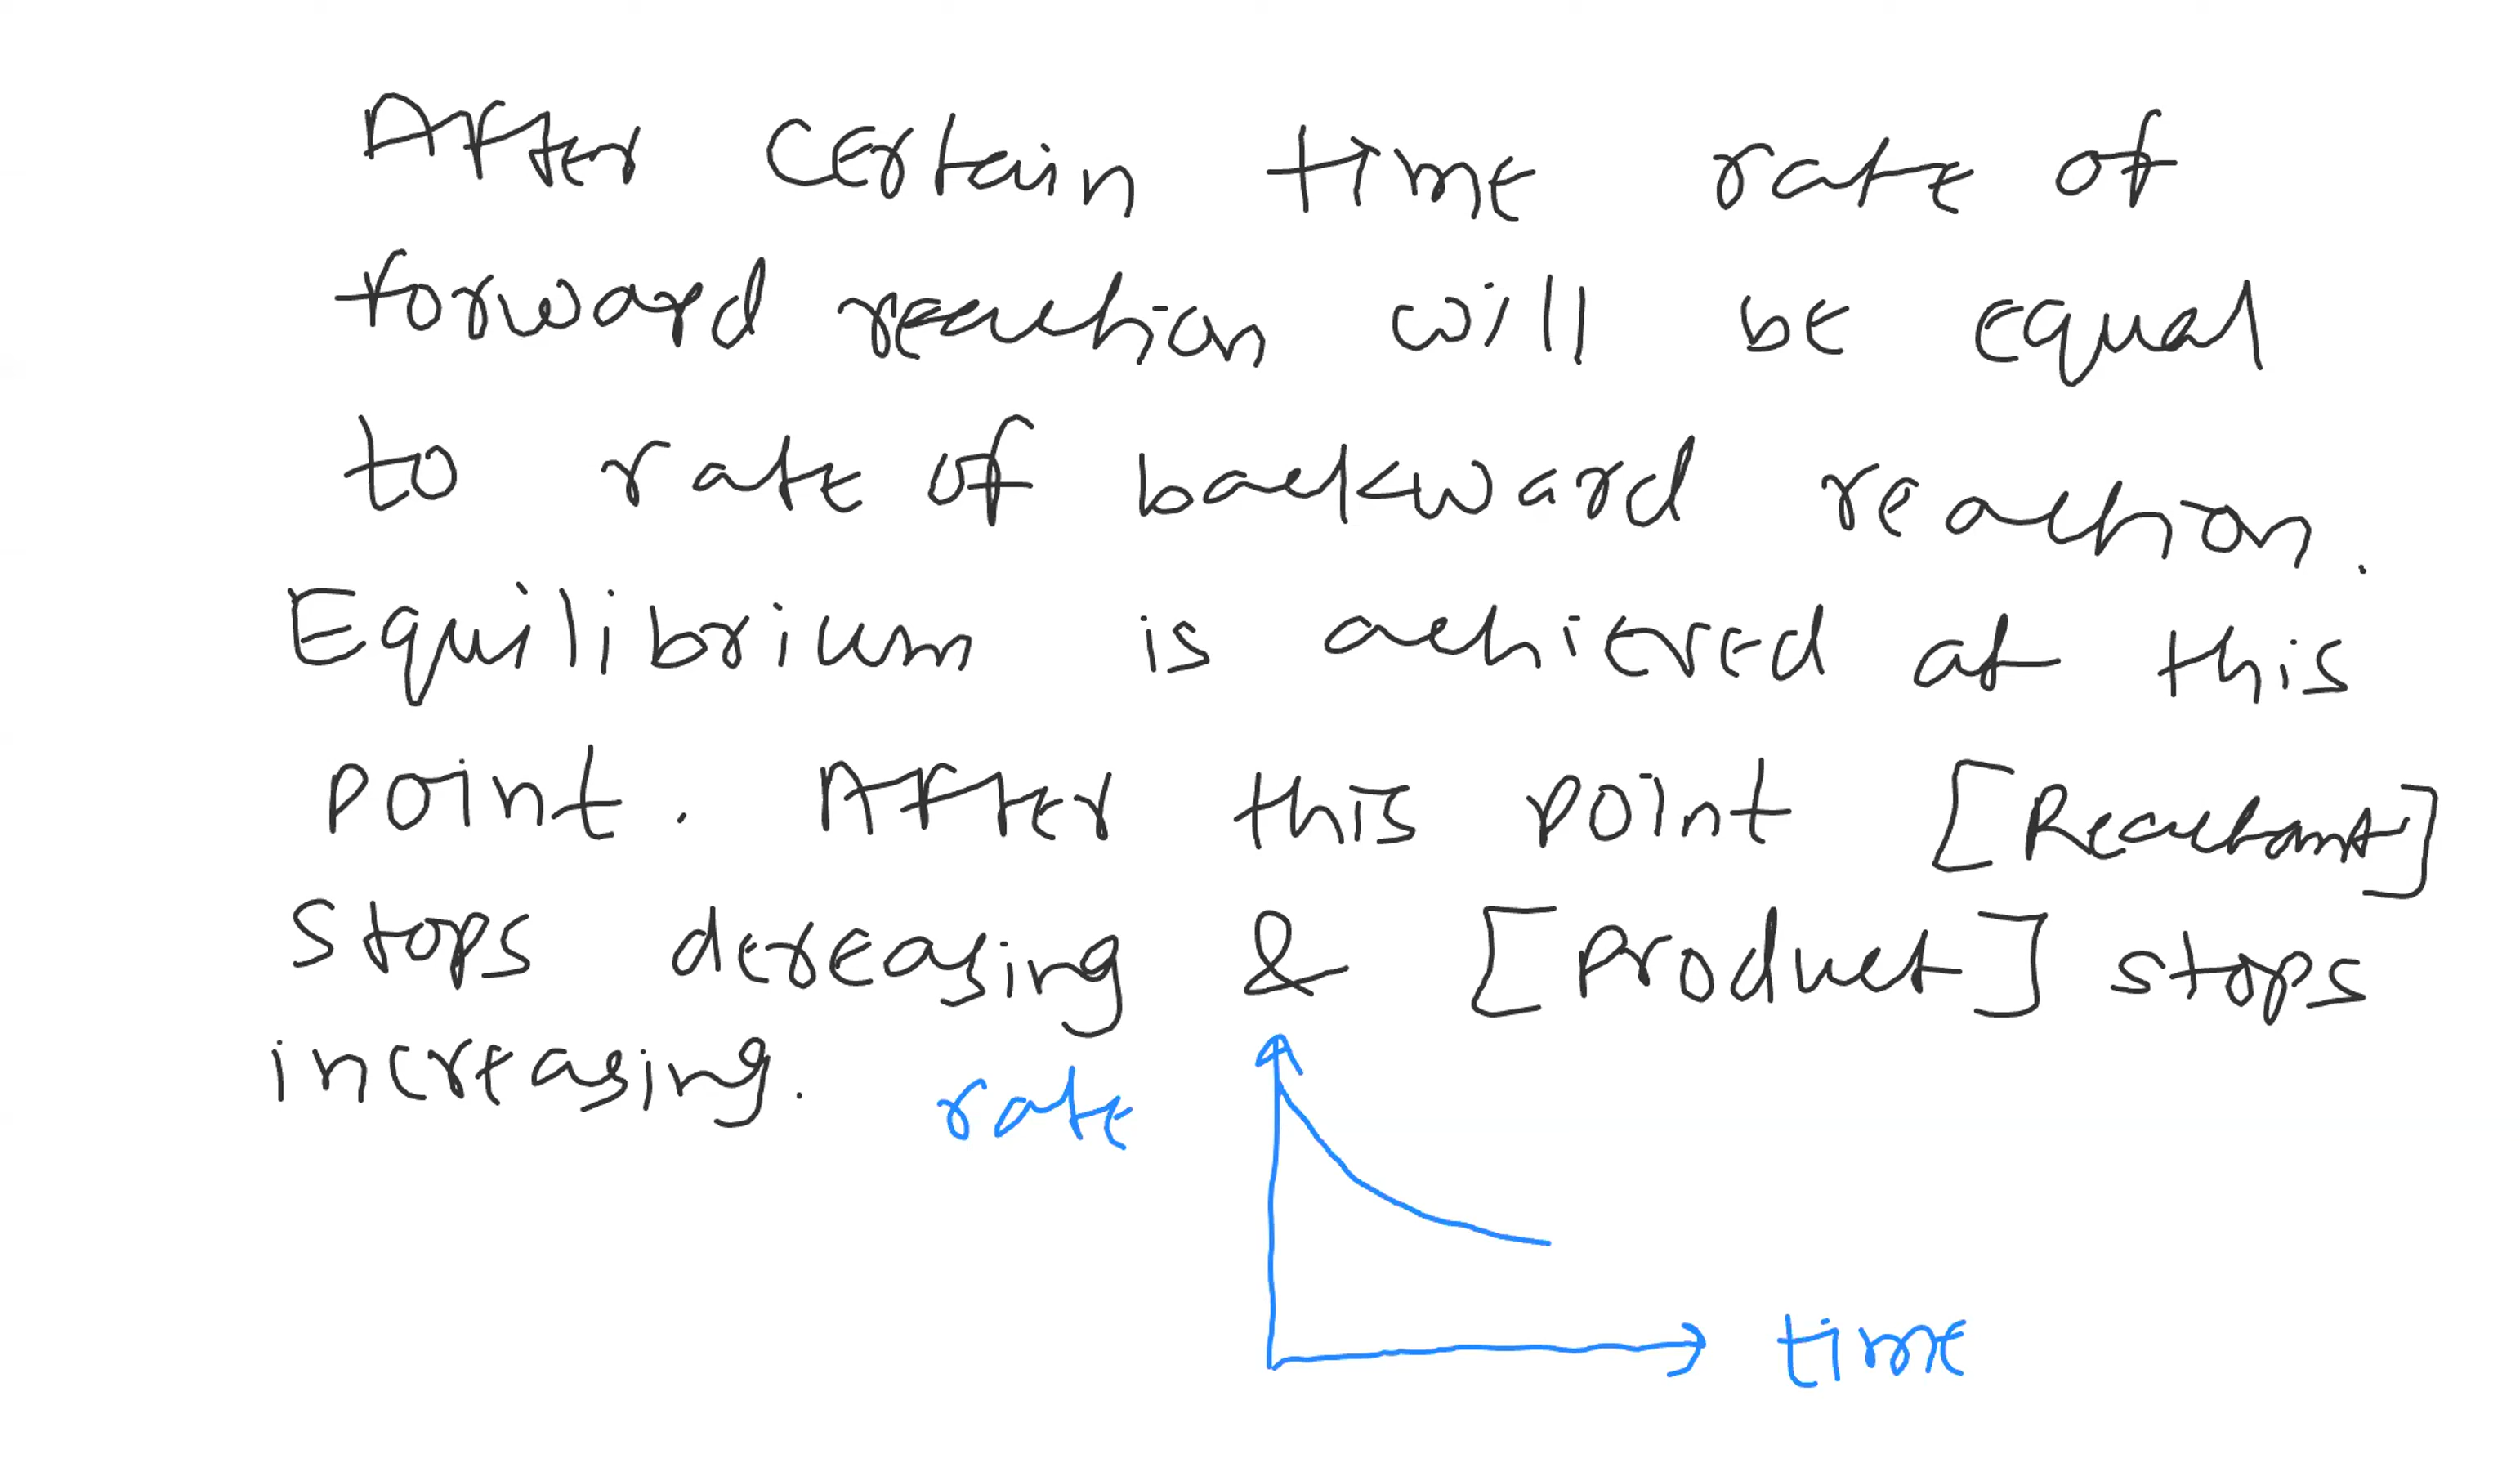 After certain time rate of
forward reaction will be equal
to rate of backward reaction.
Equilibrium is achieved at this
point. After this point [Reactant]
stops decreasing & [Product] stops
increasing.
rate
time